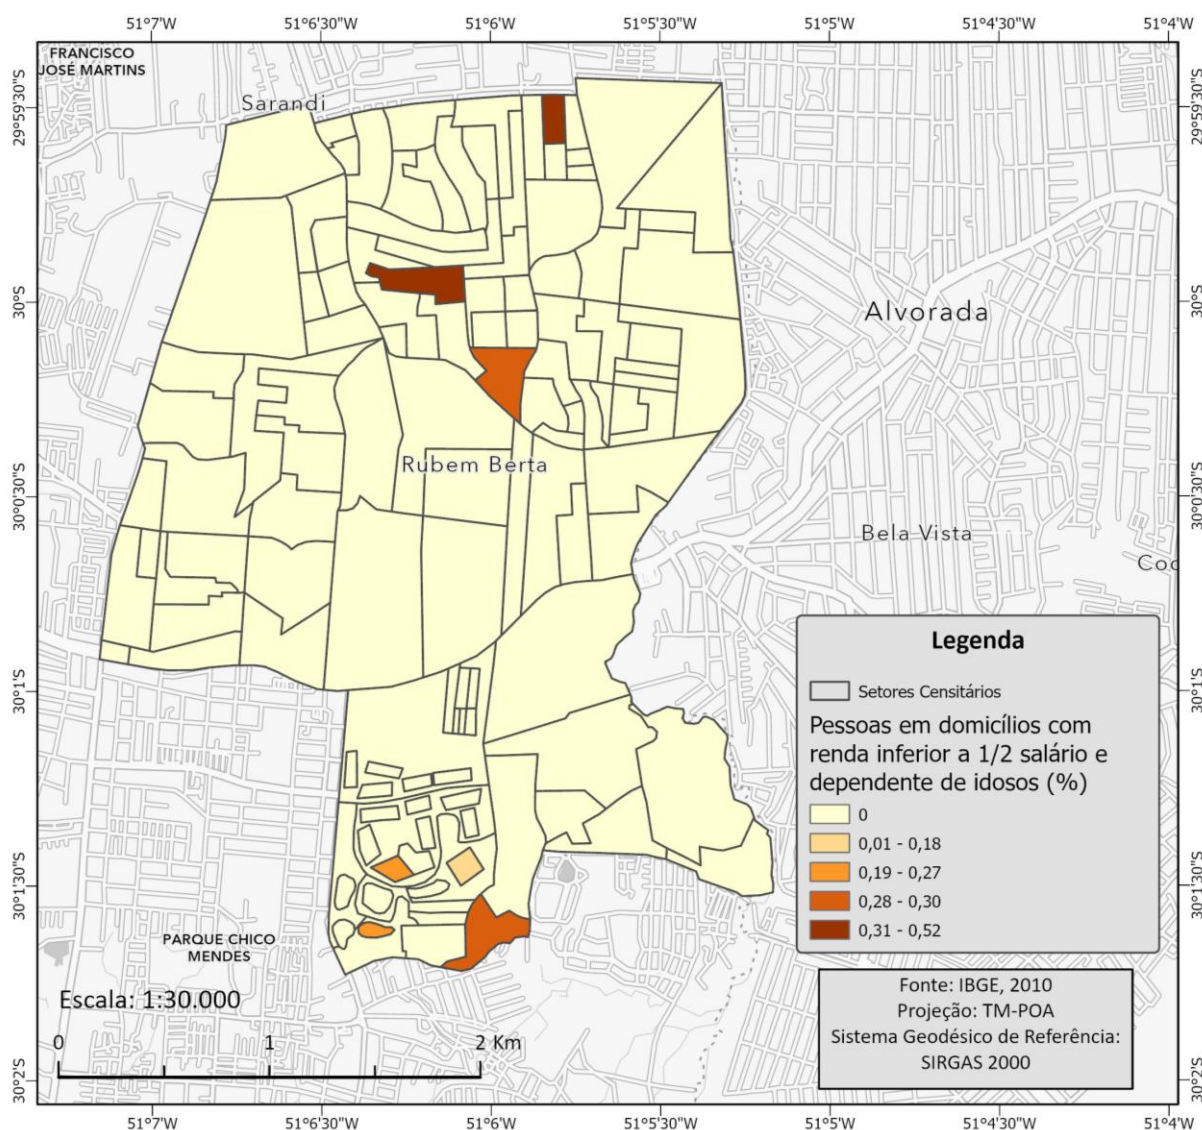 51°7'W 51°6'30"W 51°6'W 51°5'30"W 51°5'W 51°4'30"W 51°4'W
FRANCISCO
JOSÉ MARTINS
Sarandi
29°59'30"S 29°59'30"S
30°S 30°S
Alvorada
Rubem Berta
30°0'30"S 30°0'30"S
Bela Vista
Coc
30°1'S 30°1'S
Legenda
Setores Censitários
Pessoas em domicílios com
renda inferior a 1/2 salário e
dependente de idosos (%)
0
0,01 - 0,18
0,19 - 0,27
0,28 - 0,30
0,31 - 0,52
30°1'30"S 30°1'30"S
PARQUE CHICO
MENDES
Fonte: IBGE, 2010
Projeção: TM-POA
Sistema Geodésico de Referência:
SIRGAS 2000
Escala: 1:30.000
0 1 2 Km
30°2'S 30°2'S
51°7'W 51°6'30"W 51°6'W 51°5'30"W 51°5'W 51°4'30"W 51°4'W